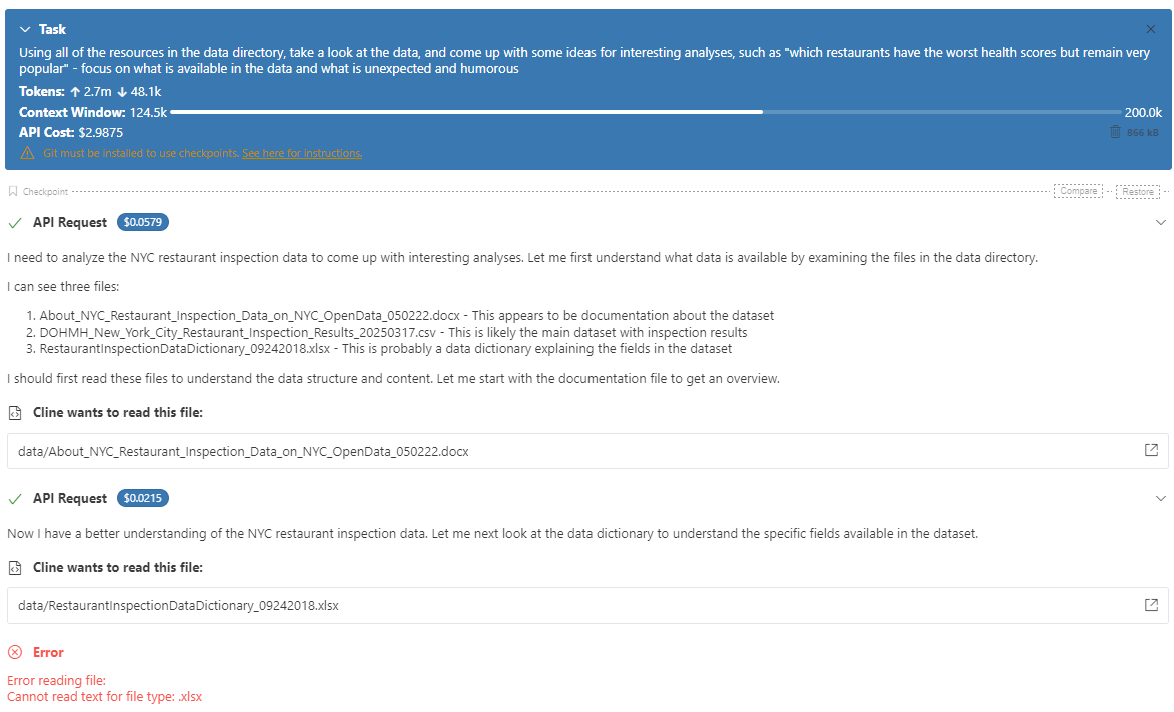 Task
Using all of the resources in the data directory, take a look at the data, and come up with some ideas for interesting analyses, such as "which restaurants have the worst health scores but remain very
popular" - focus on what is available in the data and what is unexpected and humorous
Tokens: ↑ 2.7m ↓ 48.1k
Context Window: 124.5k 200.0k
API Cost: $2.9875 866 kB
Git must be installed to use checkpoints. See here for instructions.
Checkpoint Compare Restore
API Request $0.0579
I need to analyze the NYC restaurant inspection data to come up with interesting analyses. Let me first understand what data is available by examining the files in the data directory.
I can see three files:
1. About_NYC_Restaurant_Inspection_Data_on_NYC_OpenData_050222.docx - This appears to be documentation about the dataset
2. DOHMH_New_York_City_Restaurant_Inspection_Results_20250317.csv - This is likely the main dataset with inspection results
3. RestaurantInspectionDataDictionary_09242018.xlsx - This is probably a data dictionary explaining the fields in the dataset
I should first read these files to understand the data structure and content. Let me start with the documentation file to get an overview.
Cline wants to read this file:
data/About_NYC_Restaurant_Inspection_Data_on_NYC_OpenData_050222.docx
API Request $0.0215
Now I have a better understanding of the NYC restaurant inspection data. Let me next look at the data dictionary to understand the specific fields available in the dataset.
Cline wants to read this file:
data/RestaurantInspectionDataDictionary_09242018.xlsx
Error
Error reading file:
Cannot read text for file type: .xlsx